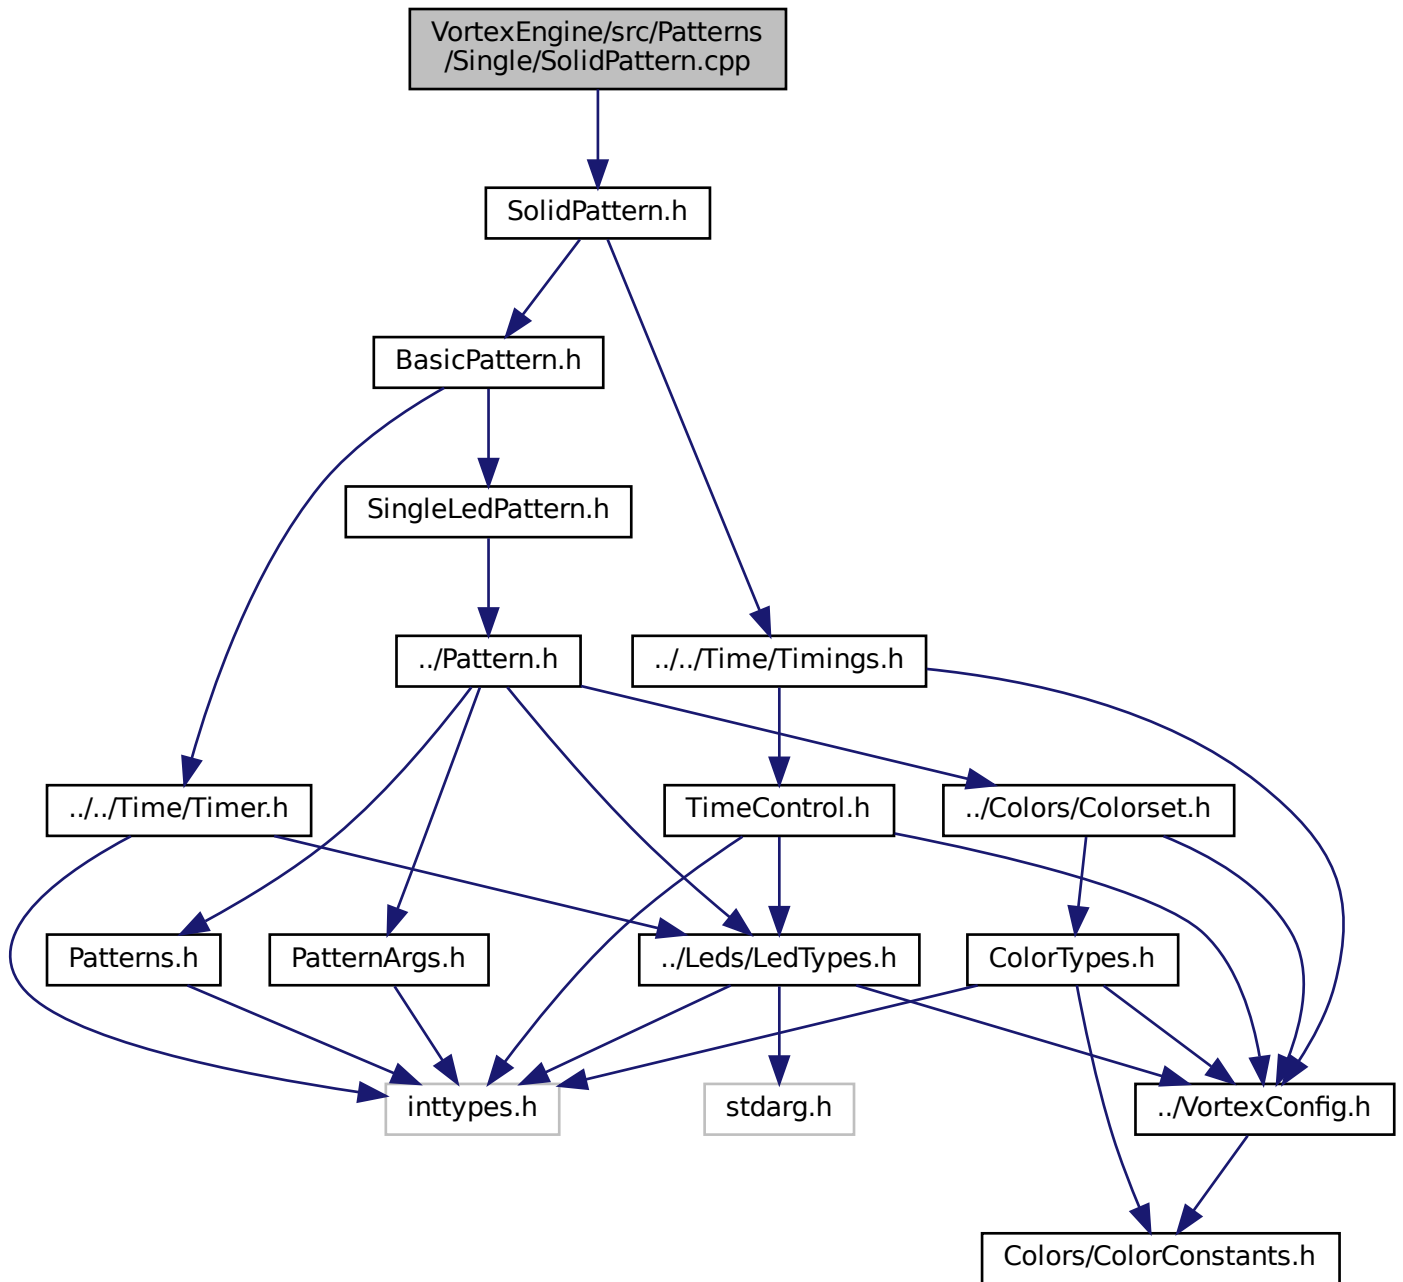 VortexEngine/src/Patterns
/Single/SolidPattern.cpp
SolidPattern.h
BasicPattern.h
SingleLedPattern.h
../Pattern.h
../../Time/Timings.h
../../Time/Timer.h
TimeControl.h
../Colors/Colorset.h
Patterns.h
PatternArgs.h
../Leds/LedTypes.h
ColorTypes.h
inttypes.h
stdarg.h
../VortexConfig.h
Colors/ColorConstants.h